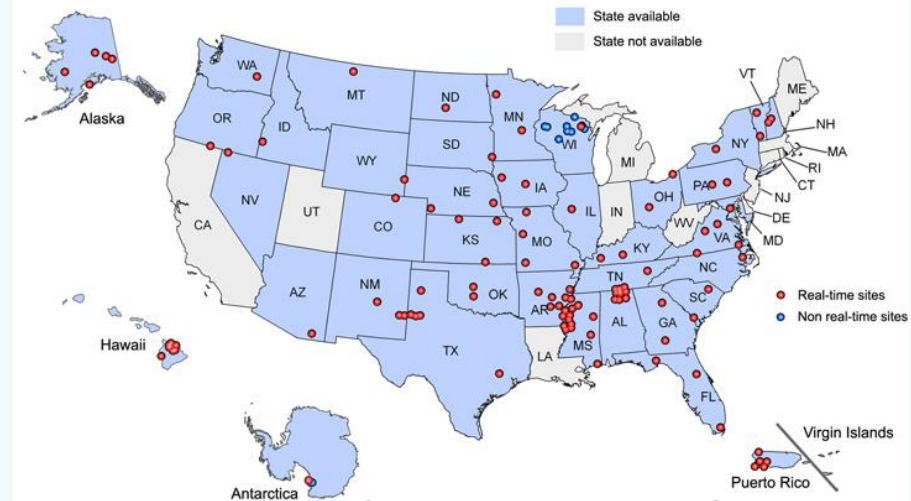 State available
State not available
Alaska
WA
MT
ND
MN
VT
ME
OR
ID
SD
WI
NH
WY
MI
NY
MA
RI
CT
NV
NE
IA
PA
NJ
CA
UT
CO
IL
IN
OH
WV
DE
MD
KS
MO
KY
VA
AZ
NM
OK
AR
TN
NC
SC
Real-time sites
Non real-time sites
Hawaii
TX
LA
MS
AL
GA
FL
Virgin Islands
Antarctica
Puerto Rico